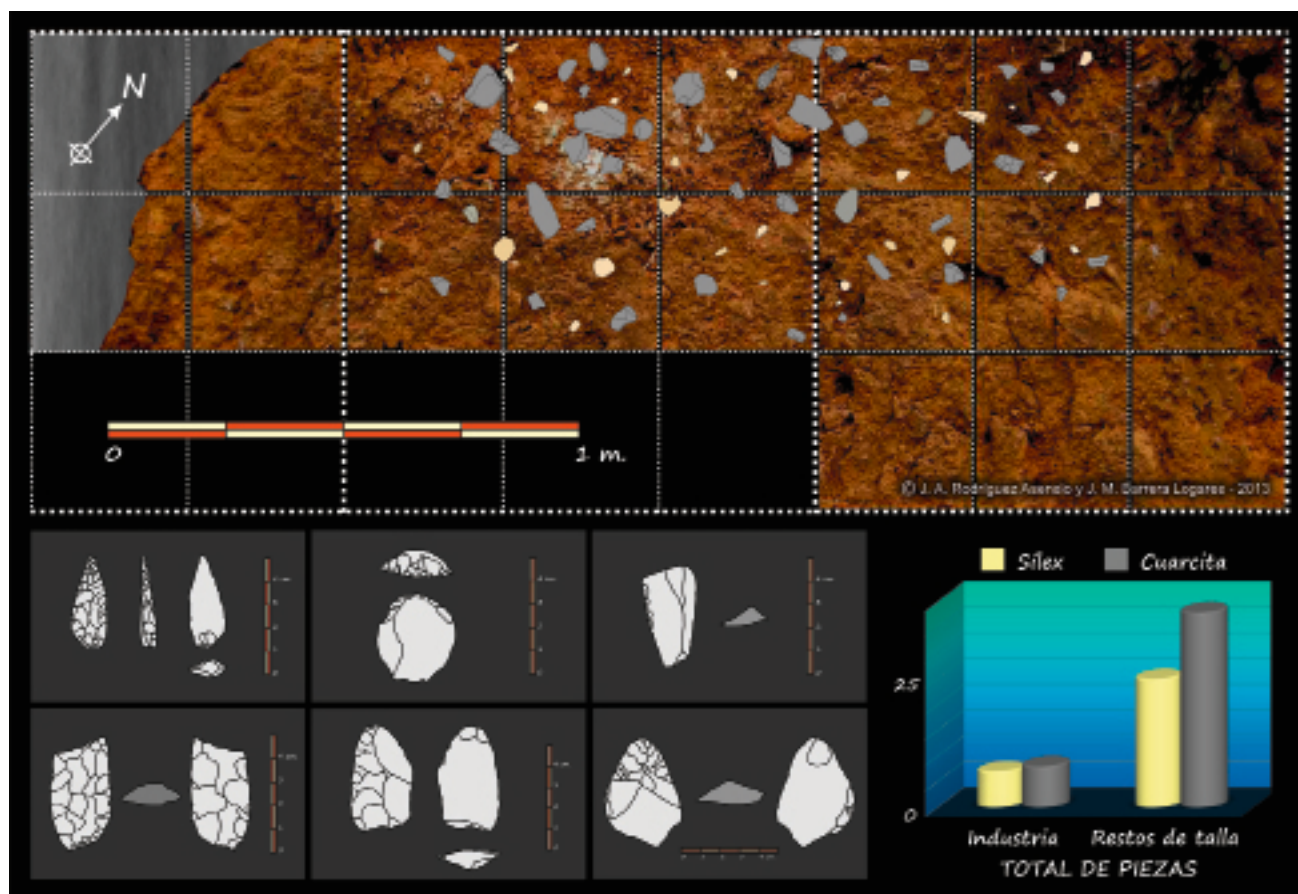 N
0 1 m.
© J. A. Rodríguez Asensio y J. M. Barrera Logares - 2013
Sílex Cuarcita
25
0
Industria Restos de talla
TOTAL DE PIEZAS